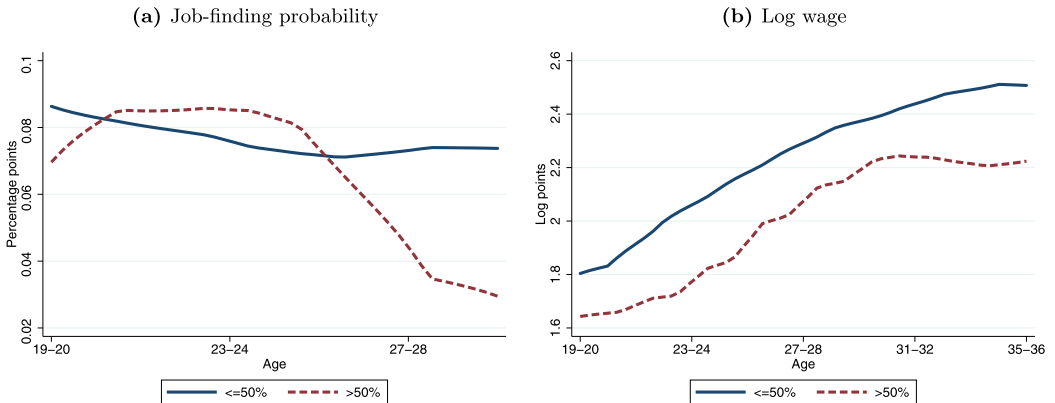 (a) Job-finding probability
Percentage points
0.1
0.08
0.06
0.04
0.02
19–20 23–24 27–28
Age
<=50% >50%
(b) Log wage
Log points
2.6
2.4
2.2
2
1.8
1.6
19–20 23–24 27–28 31–32 35–36
Age
<=50% >50%